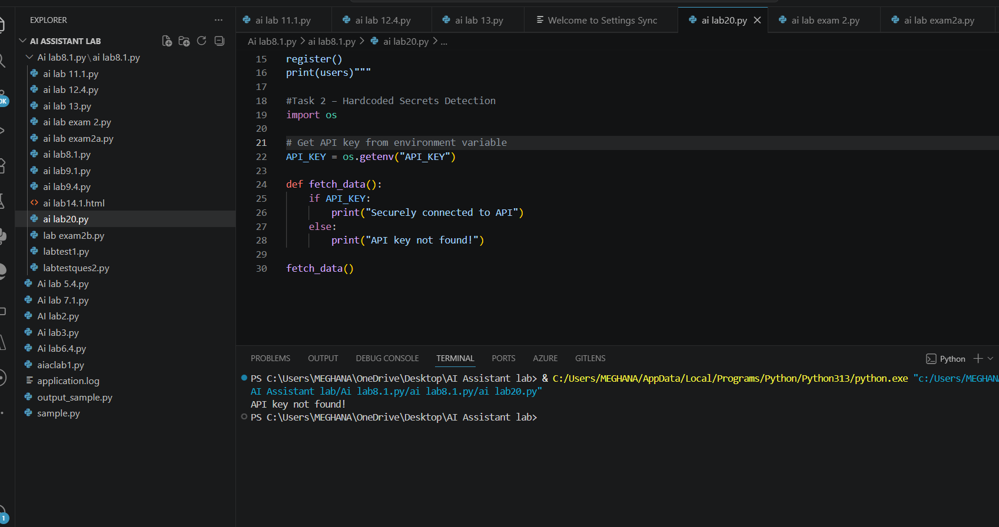 EXPLORER
···
AI ASSISTANT LAB
Ai lab8.1.py\ai lab8.1.py
ai lab 11.1.py
ai lab 12.4.py
ai lab 13.py
ai lab exam 2.py
ai lab exam2a.py
ai lab8.1.py
ai lab9.1.py
ai lab9.4.py
ai lab14.1.html
ai lab20.py
lab exam2b.py
labtest1.py
labtestques2.py
Ai lab 5.4.py
Ai lab 7.1.py
AI lab2.py
Ai lab3.py
Ai lab6.4.py
aiaclab1.py
application.log
output_sample.py
sample.py
1
ai lab 11.1.py
ai lab 12.4.py
ai lab 13.py
Welcome to Settings Sync
ai lab20.py
ai lab exam 2.py
ai lab exam2a.py
Ai lab8.1.py > ai lab8.1.py > ai lab20.py > ...
15 register()
16 print(users)"""
17
18 #Task 2 – Hardcoded Secrets Detection
19 import os
20
21 # Get API key from environment variable
22 API_KEY = os.getenv("API_KEY")
23
24 def fetch_data():
25     if API_KEY:
26         print("Securely connected to API")
27     else:
28         print("API key not found!")
29
30 fetch_data()
PROBLEMS OUTPUT DEBUG CONSOLE TERMINAL PORTS AZURE GITLENS
Python
PS C:\Users\MEGHANA\OneDrive\Desktop\AI Assistant lab> & C:/Users/MEGHANA/AppData/Local/Programs/Python/Python313/python.exe "c:/Users/MEGHANA
AI Assistant lab/Ai lab8.1.py/ai lab8.1.py/ai lab20.py"
API key not found!
PS C:\Users\MEGHANA\OneDrive\Desktop\AI Assistant lab>